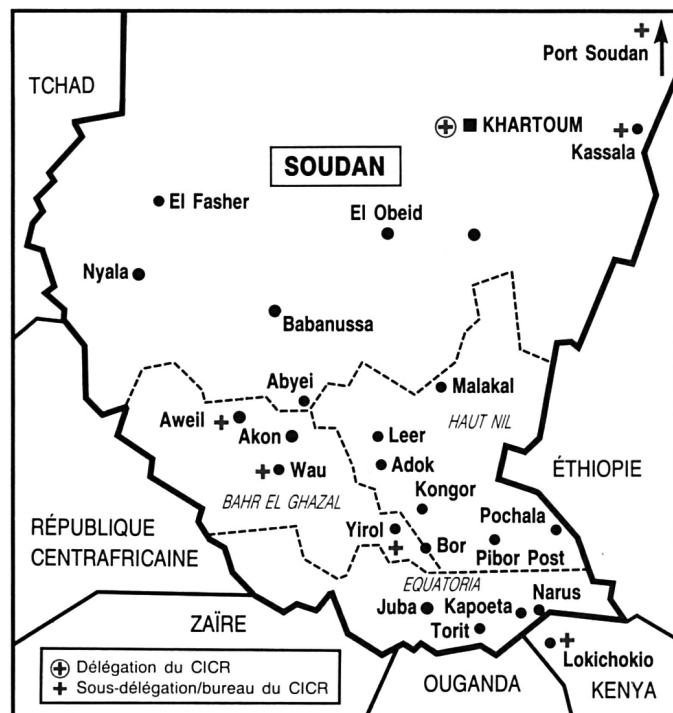 Port Soudan
TCHAD
KHARTOUM
Kassala
SOUDAN
El Fasher
El Obeid
Nyala
Babanussa
Abyei
Malakal
Aweil
HAUT NIL
Akon
Leer
Wau
Adok
ÉTHIOPIE
BAHR EL GHAZAL
Kongor
Pochala
RÉPUBLIQUE
CENTRAFRICAINE
Yirol
Bor
Pibor Post
EQUATORIA
Juba
Kapoeta
Narus
ZAÏRE
Torit
Lokichokio
Délégation du CICR
Sous-délégation/bureau du CICR
OUGANDA
KENYA